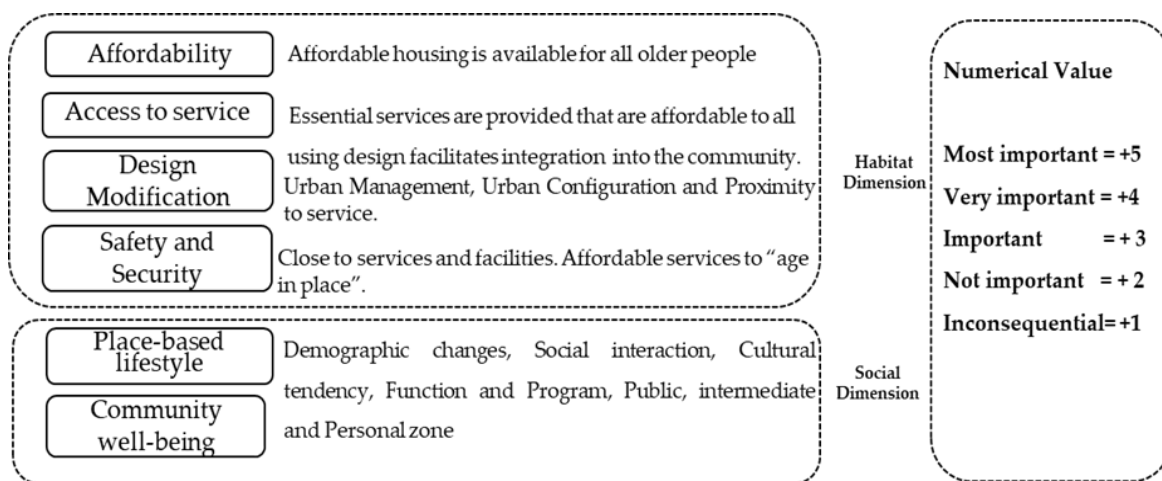 Affordability
Affordable housing is available for all older people
Access to service
Essential services are provided that are affordable to all
using design facilitates integration into the community.
Design
Modification
Urban Management, Urban Configuration and Proximity
to service.
Safety and
Security
Close to services and facilities. Affordable services to “age
in place”.
Habitat
Dimension
Place-based
lifestyle
Demographic changes, Social interaction, Cultural
tendency, Function and Program, Public, intermediate
and Personal zone
Community
well-being
Social
Dimension
Numerical Value
Most important = +5
Very important = +4
Important = + 3
Not important = + 2
Inconsequential= +1